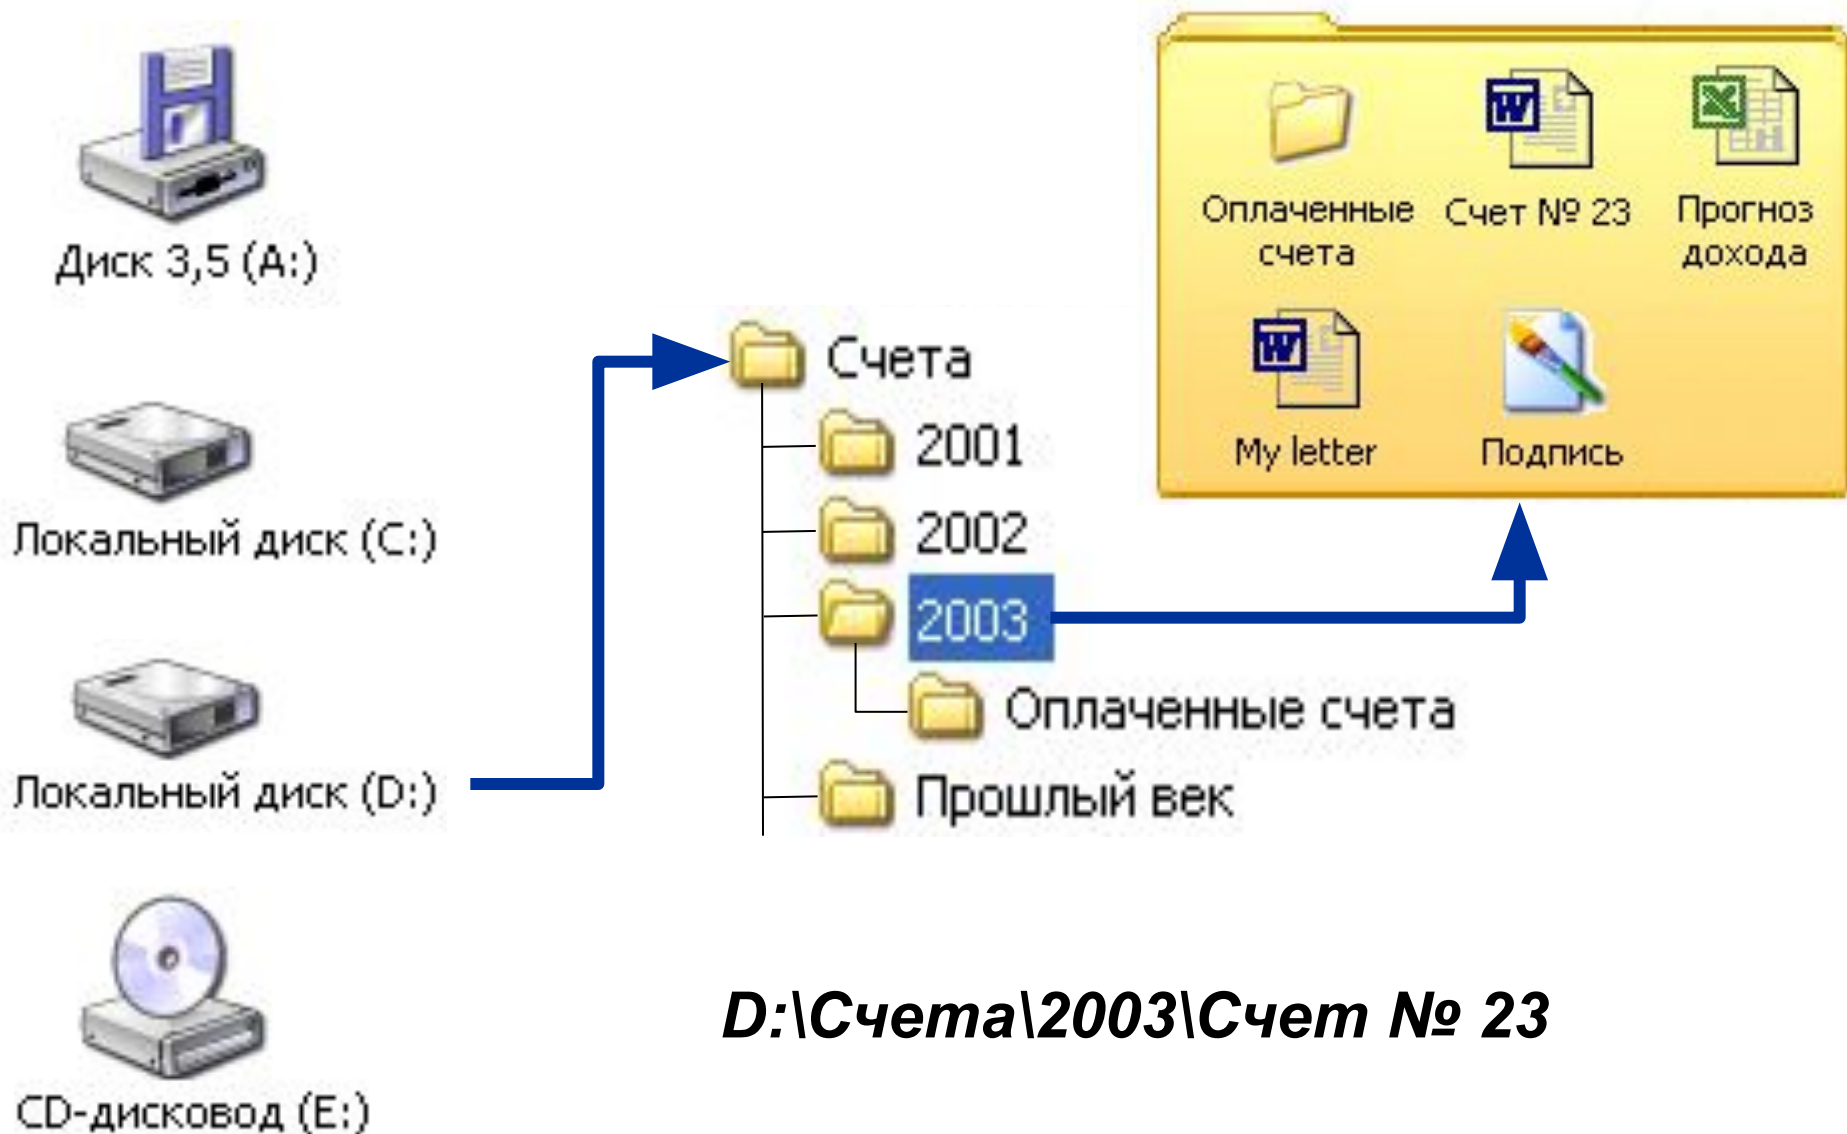 Диск 3,5 (A:)
Локальный диск (C:)
Локальный диск (D:)
CD-дисковод (E:)
Счета
2001
2002
2003
Оплаченные счета
Прошлый век
Оплаченные
счета
Счет № 23
Прогноз
дохода
My letter
Подпись
D:\Счета\2003\Счет № 23